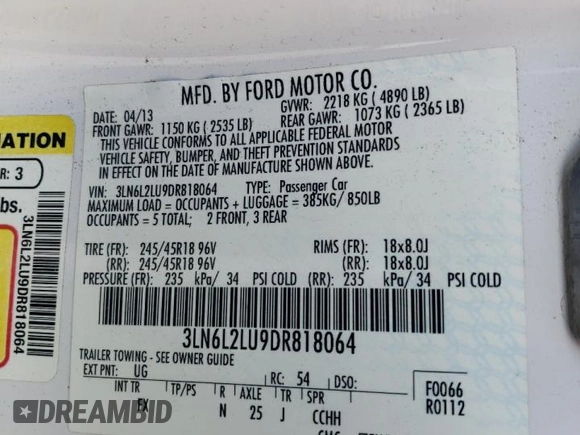 MFD. BY FORD MOTOR CO.
DATE: 04/13 GVWR: 2218 KG ( 4890 LB)
FRONT GAWR: 1150 KG ( 2535 LB) REAR GAWR: 1073 KG ( 2365 LB)
THIS VEHICLE CONFORMS TO ALL APPLICABLE FEDERAL MOTOR
VEHICLE SAFETY, BUMPER, AND THEFT PREVENTION STANDARDS
IN EFFECT ON THE DATE OF MANUFACTURE SHOWN ABOVE.
VIN: 3LN6L2LU9DR818064 TYPE: Passenger Car
MAXIMUM LOAD = OCCUPANTS + LUGGAGE = 385KG/ 850LB
OCCUPANTS = 5 TOTAL; 2 FRONT, 3 REAR
TIRE (FR): 245/45R18 96V RIMS (FR): 18x8.0J
(RR): 245/45R18 96V (RR): 18x8.0J
PRESSURE (FR): 235 kPa/ 34 PSI COLD (RR): 235 kPa/ 34 PSI COLD
3LN6L2LU9DR818064
TRAILER TOWING - SEE OWNER GUIDE
EXT PNT: UG RC: 54 DSO: F0066
INT TR TP/PS R AXLE TR SPR R0112
FX N 25 J CCHH
MATION
R: 3
bs.
3LN6L2LU9DR818064
DREAMBID